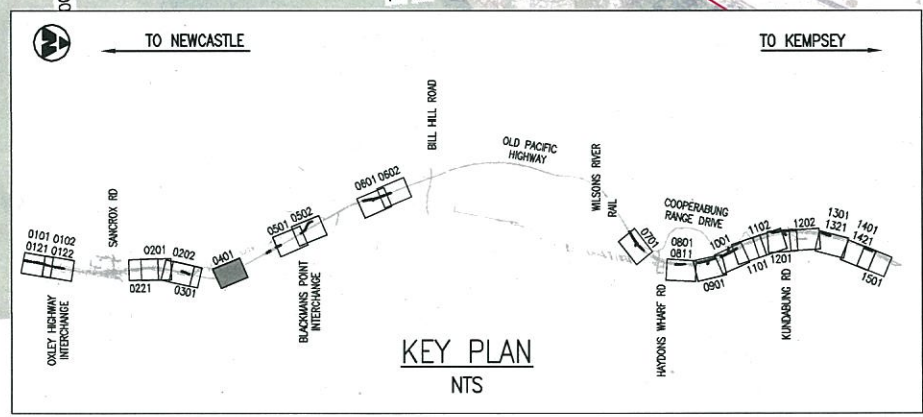 TO NEWCASTLE
TO KEMPSEY
BILL HILL ROAD
OLD PACIFIC
HIGHWAY
WILSONS RIVER
RAIL
COOPERABUNG
RANGE DRIVE
0101 0102
0121 0122
SANCROX RD
0201
0202
0221
0301
0401
0501 0502
0601 0602
0701
0801
0811
1001
0901
1102
1101
1202
1201
1301
1321
1401
1421
1501
OXLEY HIGHWAY
INTERCHANGE
BLACKMANS POINT
INTERCHANGE
HAYDONS WHARF RD
KUNDABUNG RD
KEY PLAN
NTS